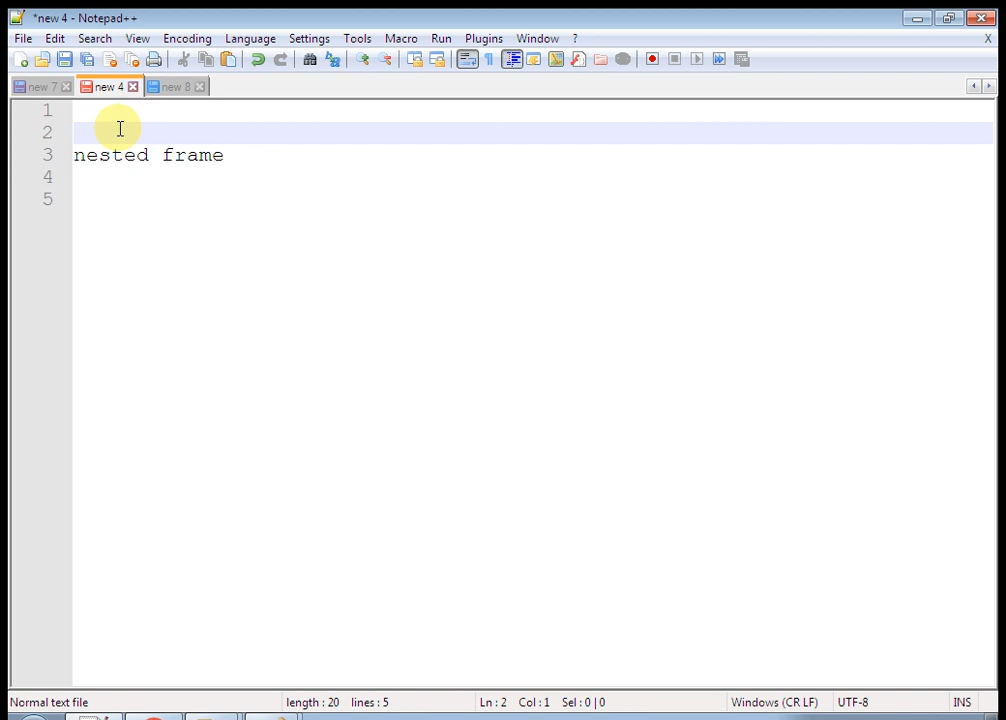 *new 4 - Notepad++
File Edit Search View Encoding Language Settings Tools Macro Run Plugins Window ? X
new 7 new 4 new 8
1
2
3 nested frame
4
5
Normal text file length : 20 lines : 5 Ln : 2 Col : 1 Sel : 0 | 0 Windows (CR LF) UTF-8 INS